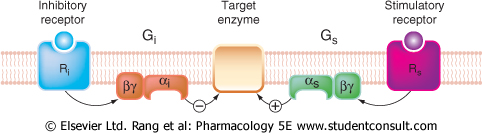 Inhibitory receptor
Gi
Target enzyme
Gs
Stimulatory receptor
Ri
βγ
αi
−
+
αs
βγ
Rs
© Elsevier Ltd. Rang et al: Pharmacology 5E www.studentconsult.com